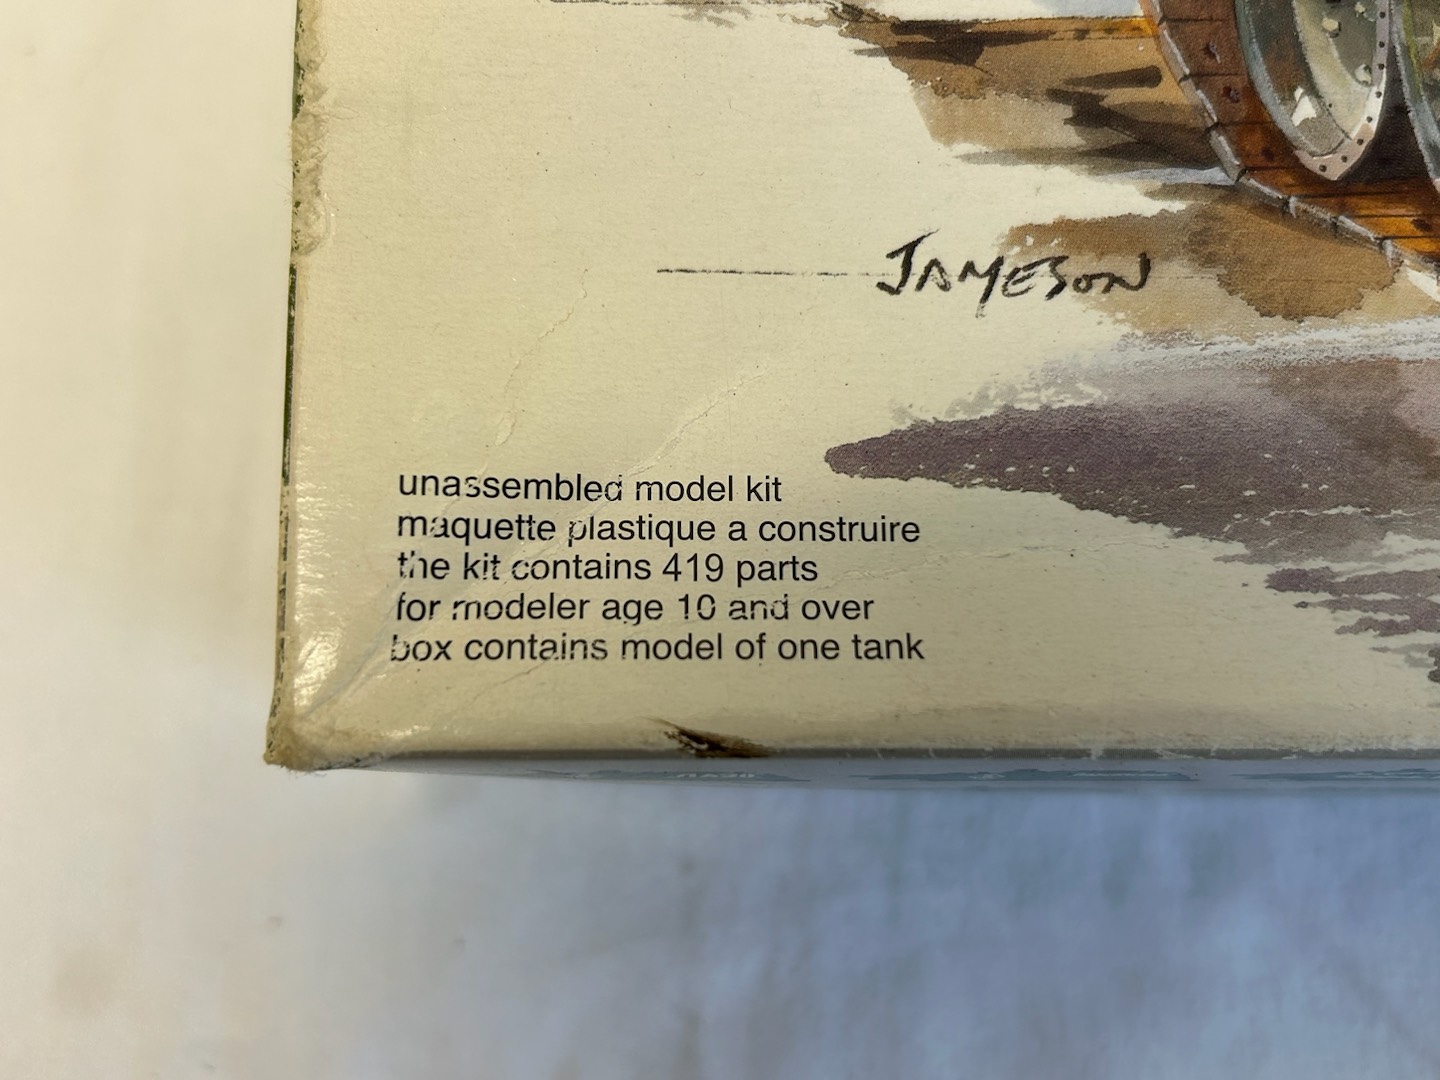 JAMESON
unassembled model kit
maquette plastique a construire
the kit contains 419 parts
for modeler age 10 and over
box contains model of one tank